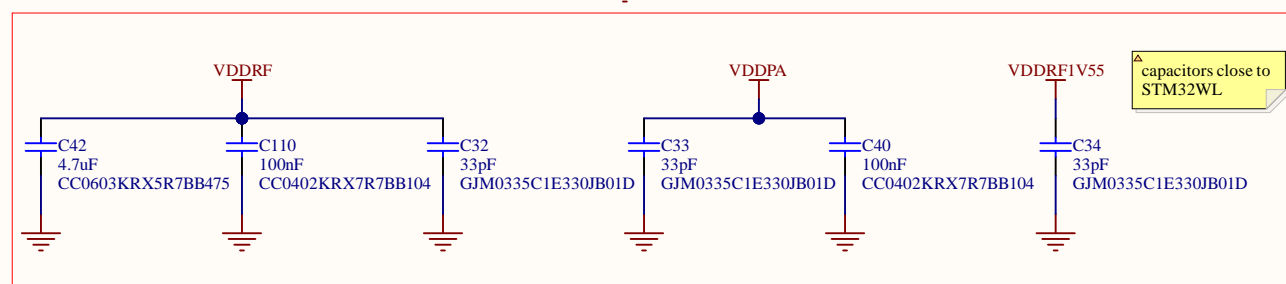 VDDRF
VDDPA
VDDRF1V55
capacitors close to
STM32WL
C42
4.7uF
CC0603KRX5R7BB475
C110
100nF
CC0402KRX7R7BB104
C32
33pF
GJM0335C1E330JB01D
C33
33pF
GJM0335C1E330JB01D
C40
100nF
CC0402KRX7R7BB104
C34
33pF
GJM0335C1E330JB01D